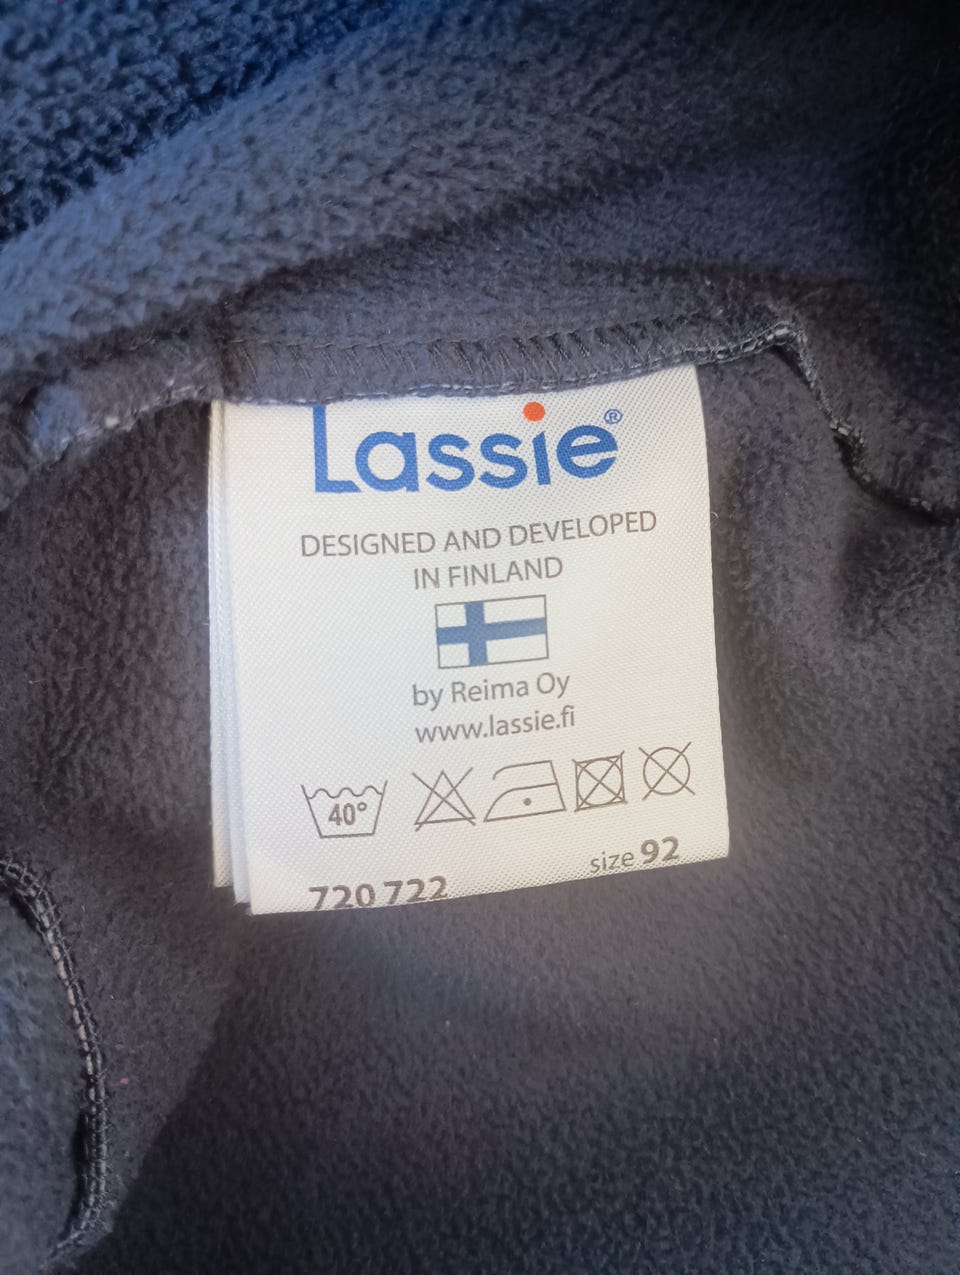 Lassie®
DESIGNED AND DEVELOPED
IN FINLAND
by Reima Oy
www.lassie.fi
40°
size 92
720 722